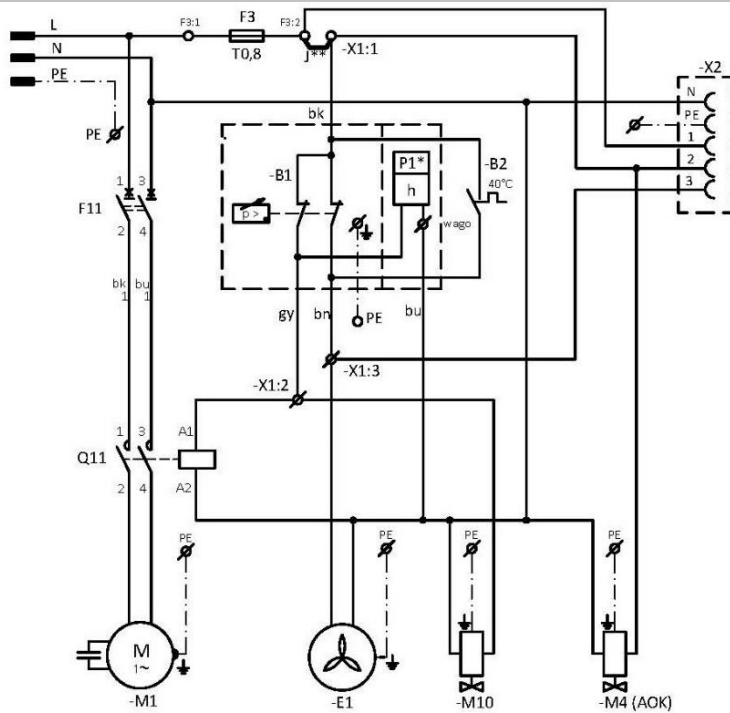 L
F3:1
F3
F3:2
T0,8
j**
-X1:1
N
PE
-X2
N
PE
1
2
3
PE
bk
-B1
P1*
h
-B2
40°C
p >
wago
1
3
F11
2
4
bk
1
bu
1
gy
bn
PE
bu
-X1:3
-X1:2
1
3
A1
Q11
A2
2
4
PE
PE
PE
PE
M
1~
-M1
-E1
-M10
-M4 (AOK)